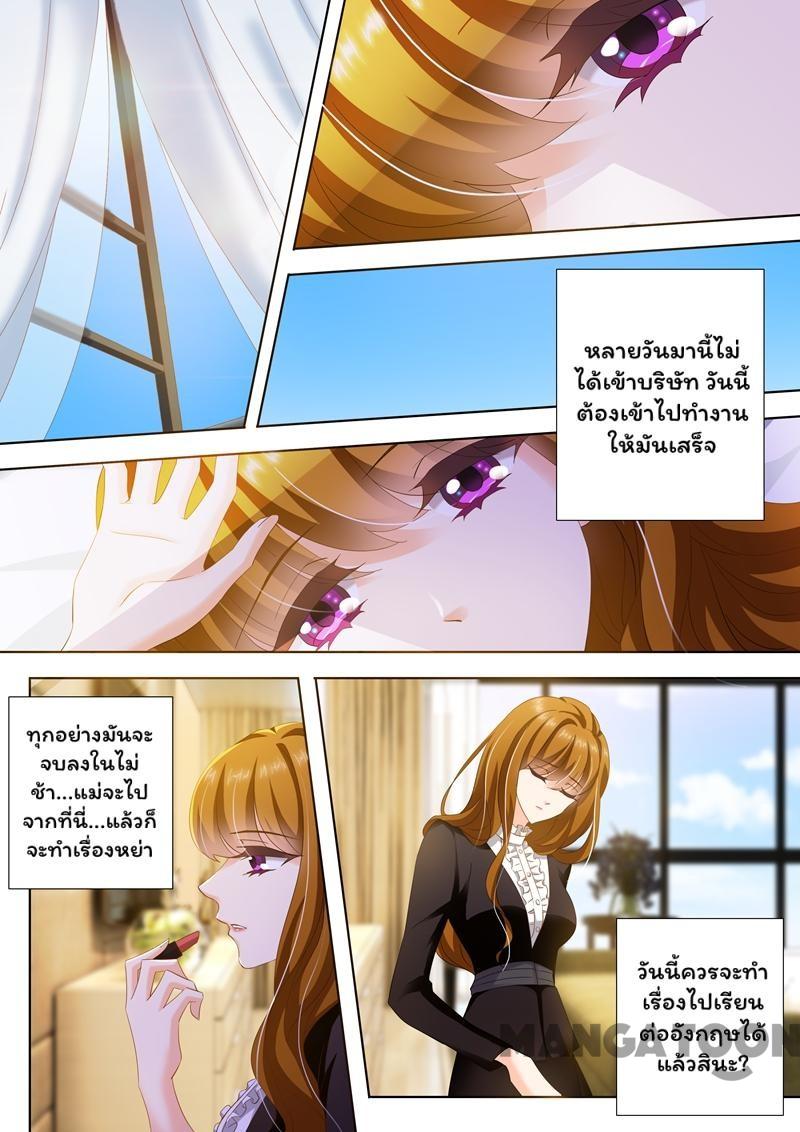 หลายวันมานี้ไม่
ได้เข้าบริษัท วันนี้
ต้องเข้าไปทำงาน
ให้มันเสร็จ
ทุกอย่างมันจะ
จบลงในไม่
ช้า...แม่จะไป
จากที่นี่...แล้วก็
จะทำเรื่องหย่า
วันนี้ควรจะทำ
เรื่องไปเรียน
ต่ออังกฤษได้
แล้วสินะ?
MANGATOON